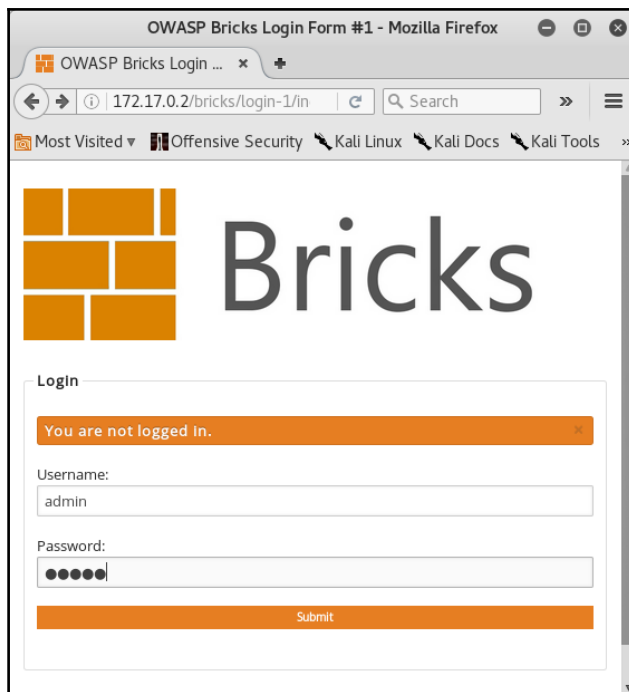 OWASP Bricks Login Form #1 - Mozilla Firefox
OWASP Bricks Login ...
172.17.0.2/bricks/login-1/in
Search
Most Visited
Offensive Security
Kali Linux
Kali Docs
Kali Tools
Bricks
Login
You are not logged in.
Username:
admin
Password:
Submit